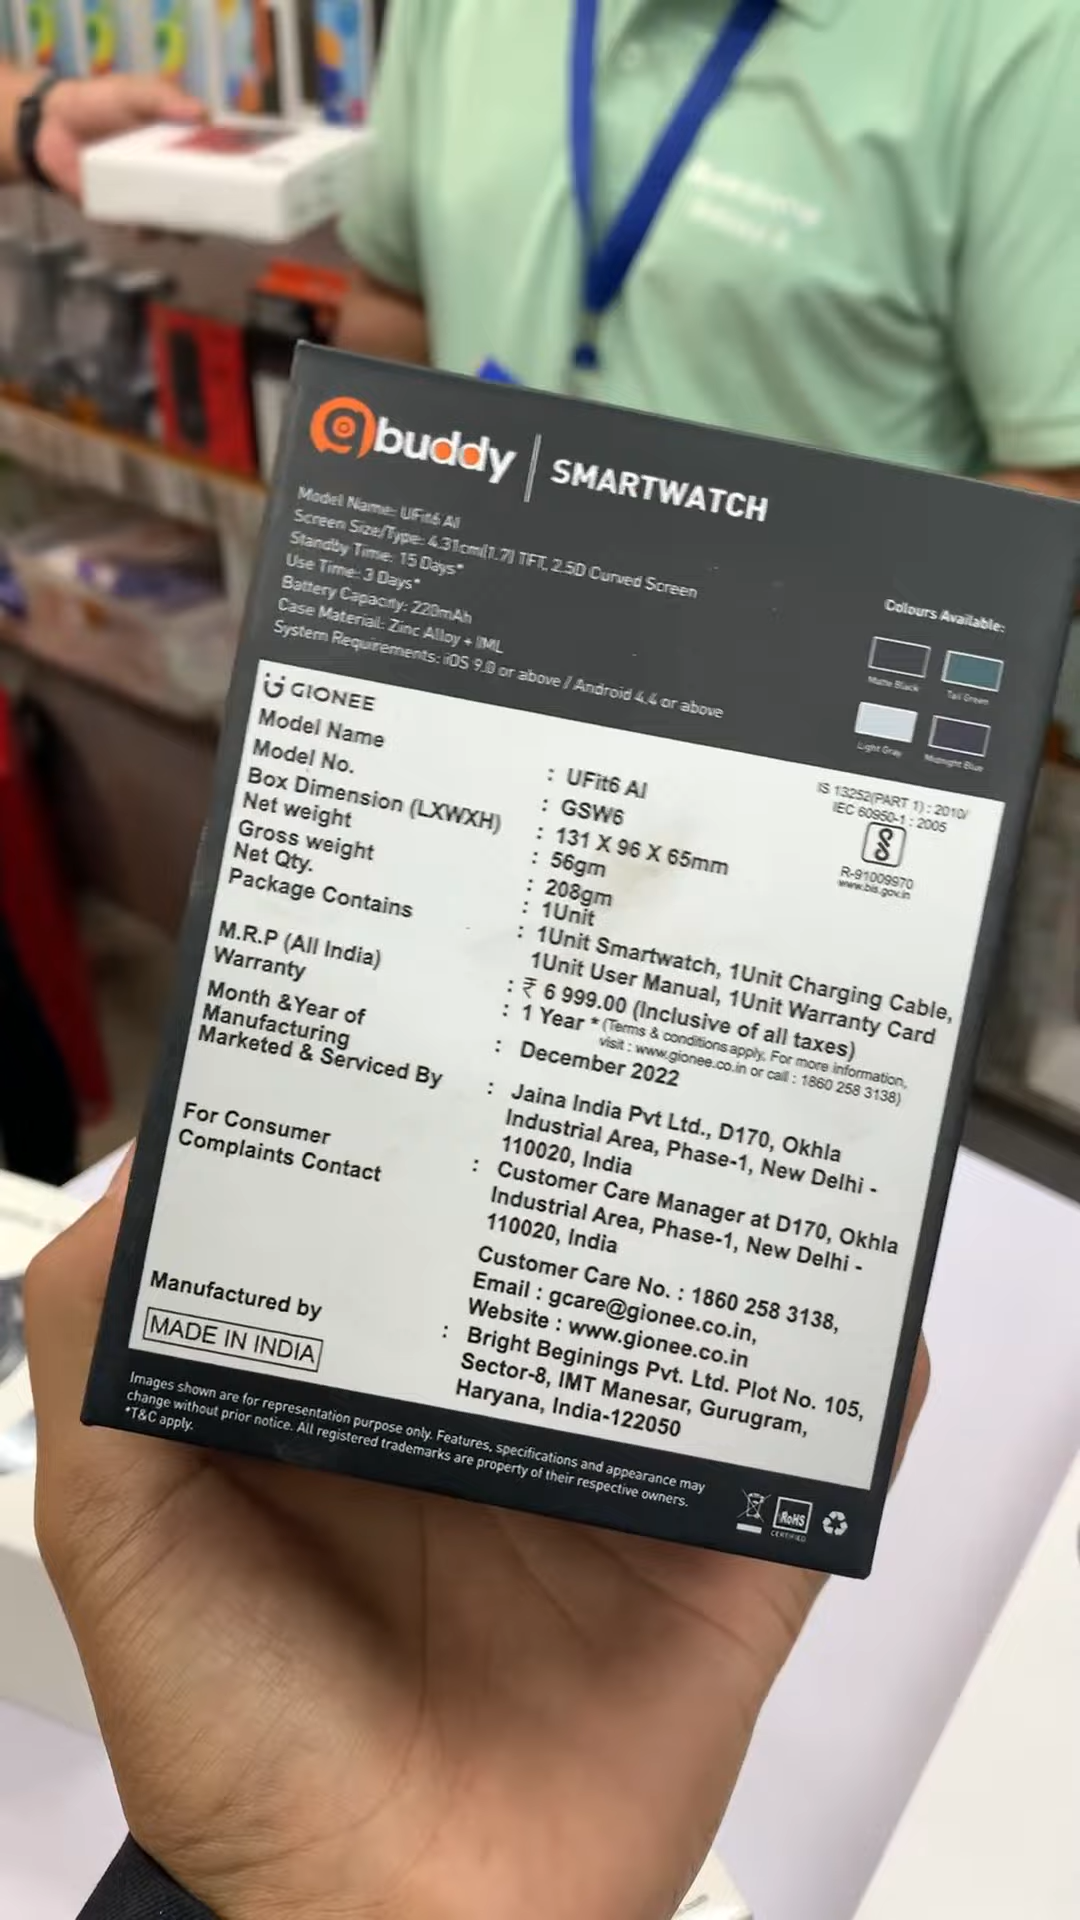 buddy | SMARTWATCH
Model Name: UFit6 AI
Screen Size/Type: 4.31cm(1.7) TFT, 2.5D Curved Screen
Standby Time: 15 Days*
Use Time: 3 Days*
Battery Capacity: 220mAh
Case Material: Zinc Alloy + IML
System Requirements: iOS 9.0 or above / Android 4.4 or above
Colours Available:
Matte Black
Tail Green
Light Gray
Midnight Blue
GIONEE
Model Name : UFit6 AI
Model No. : GSW6
Box Dimension (LXWXH) : 131 X 96 X 65mm
Net weight : 56gm
Gross weight : 208gm
Net Qty. : 1Unit
Package Contains : 1Unit Smartwatch, 1Unit Charging Cable,
1Unit User Manual, 1Unit Warranty Card
M.R.P (All India) : ₹ 6 999.00 (Inclusive of all taxes)
Warranty : 1 Year * (Terms & conditions apply. For more information,
visit : www.gionee.co.in or call : 1860 258 3138)
Month &Year of
Manufacturing : December 2022
Marketed & Serviced By : Jaina India Pvt Ltd., D170, Okhla
Industrial Area, Phase-1, New Delhi -
110020, India
For Consumer
Complaints Contact : Customer Care Manager at D170, Okhla
Industrial Area, Phase-1, New Delhi -
110020, India
Customer Care No. : 1860 258 3138,
Email : gcare@gionee.co.in,
Website : www.gionee.co.in
Manufactured by : Bright Beginings Pvt. Ltd. Plot No. 105,
Sector-8, IMT Manesar, Gurugram,
Haryana, India-122050
MADE IN INDIA
IS 13252(PART 1) : 2010/
IEC 60950-1 : 2005
R-91009970
www.bis.gov.in
Images shown are for representation purpose only. Features, specifications and appearance may
change without prior notice. All registered trademarks are property of their respective owners.
*T&C apply.
RoHS
CERTIFIED